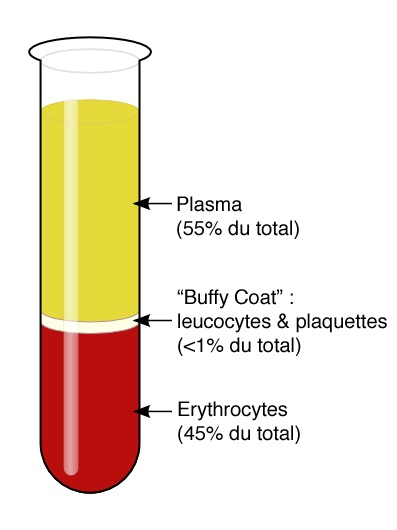 Plasma
(55% du total)
“Buffy Coat” :
leucocytes & plaquettes
(<1% du total)
Erythrocytes
(45% du total)